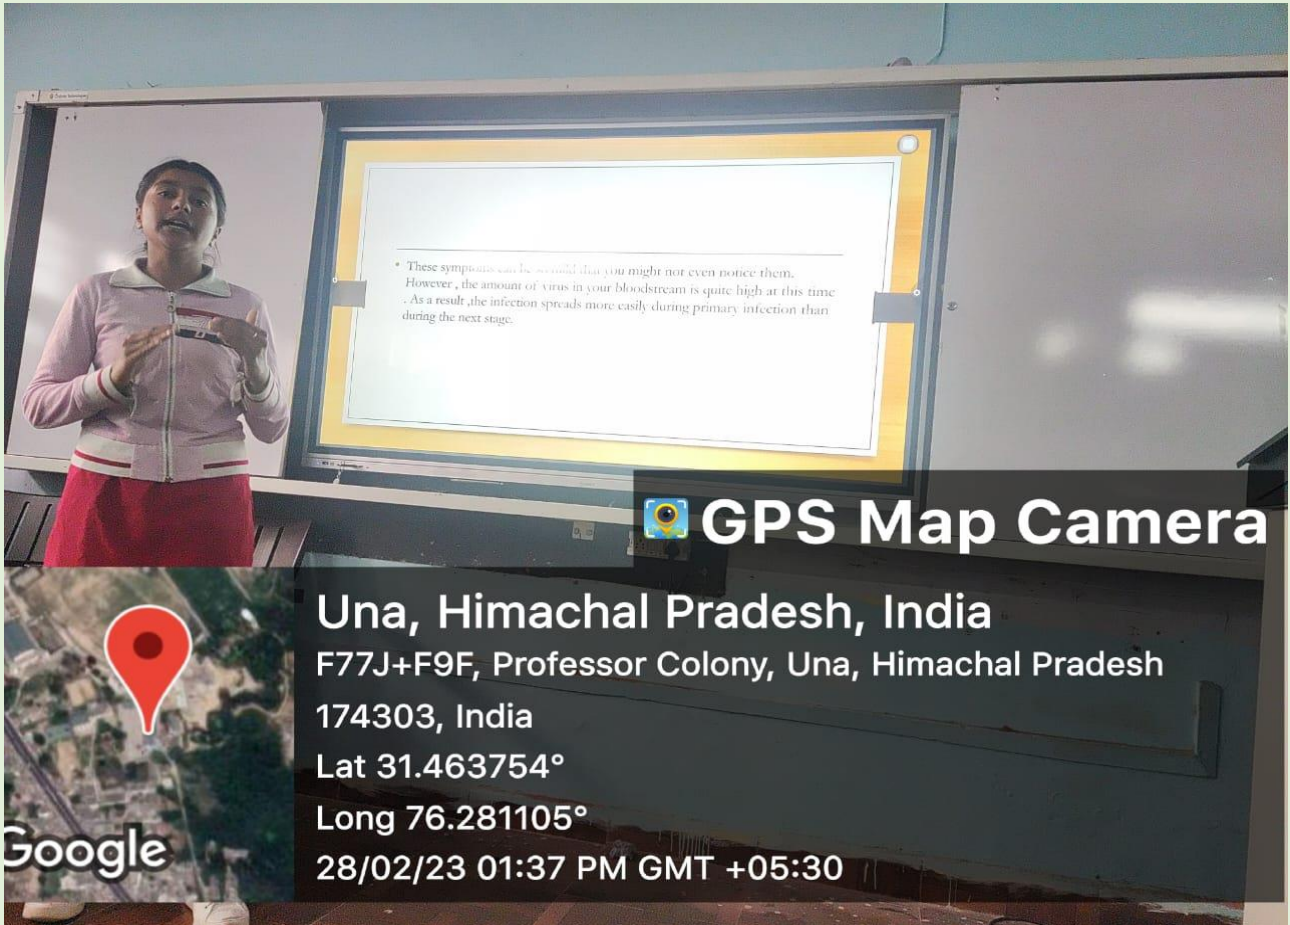 • These symptoms can be so mild that you might not even notice them.
However , the amount of virus in your bloodstream is quite high at this time
. As a result ,the infection spreads more easily during primary infection than
during the next stage.
GPS Map Camera
Una, Himachal Pradesh, India
F77J+F9F, Professor Colony, Una, Himachal Pradesh
174303, India
Lat 31.463754°
Long 76.281105°
28/02/23 01:37 PM GMT +05:30
Google